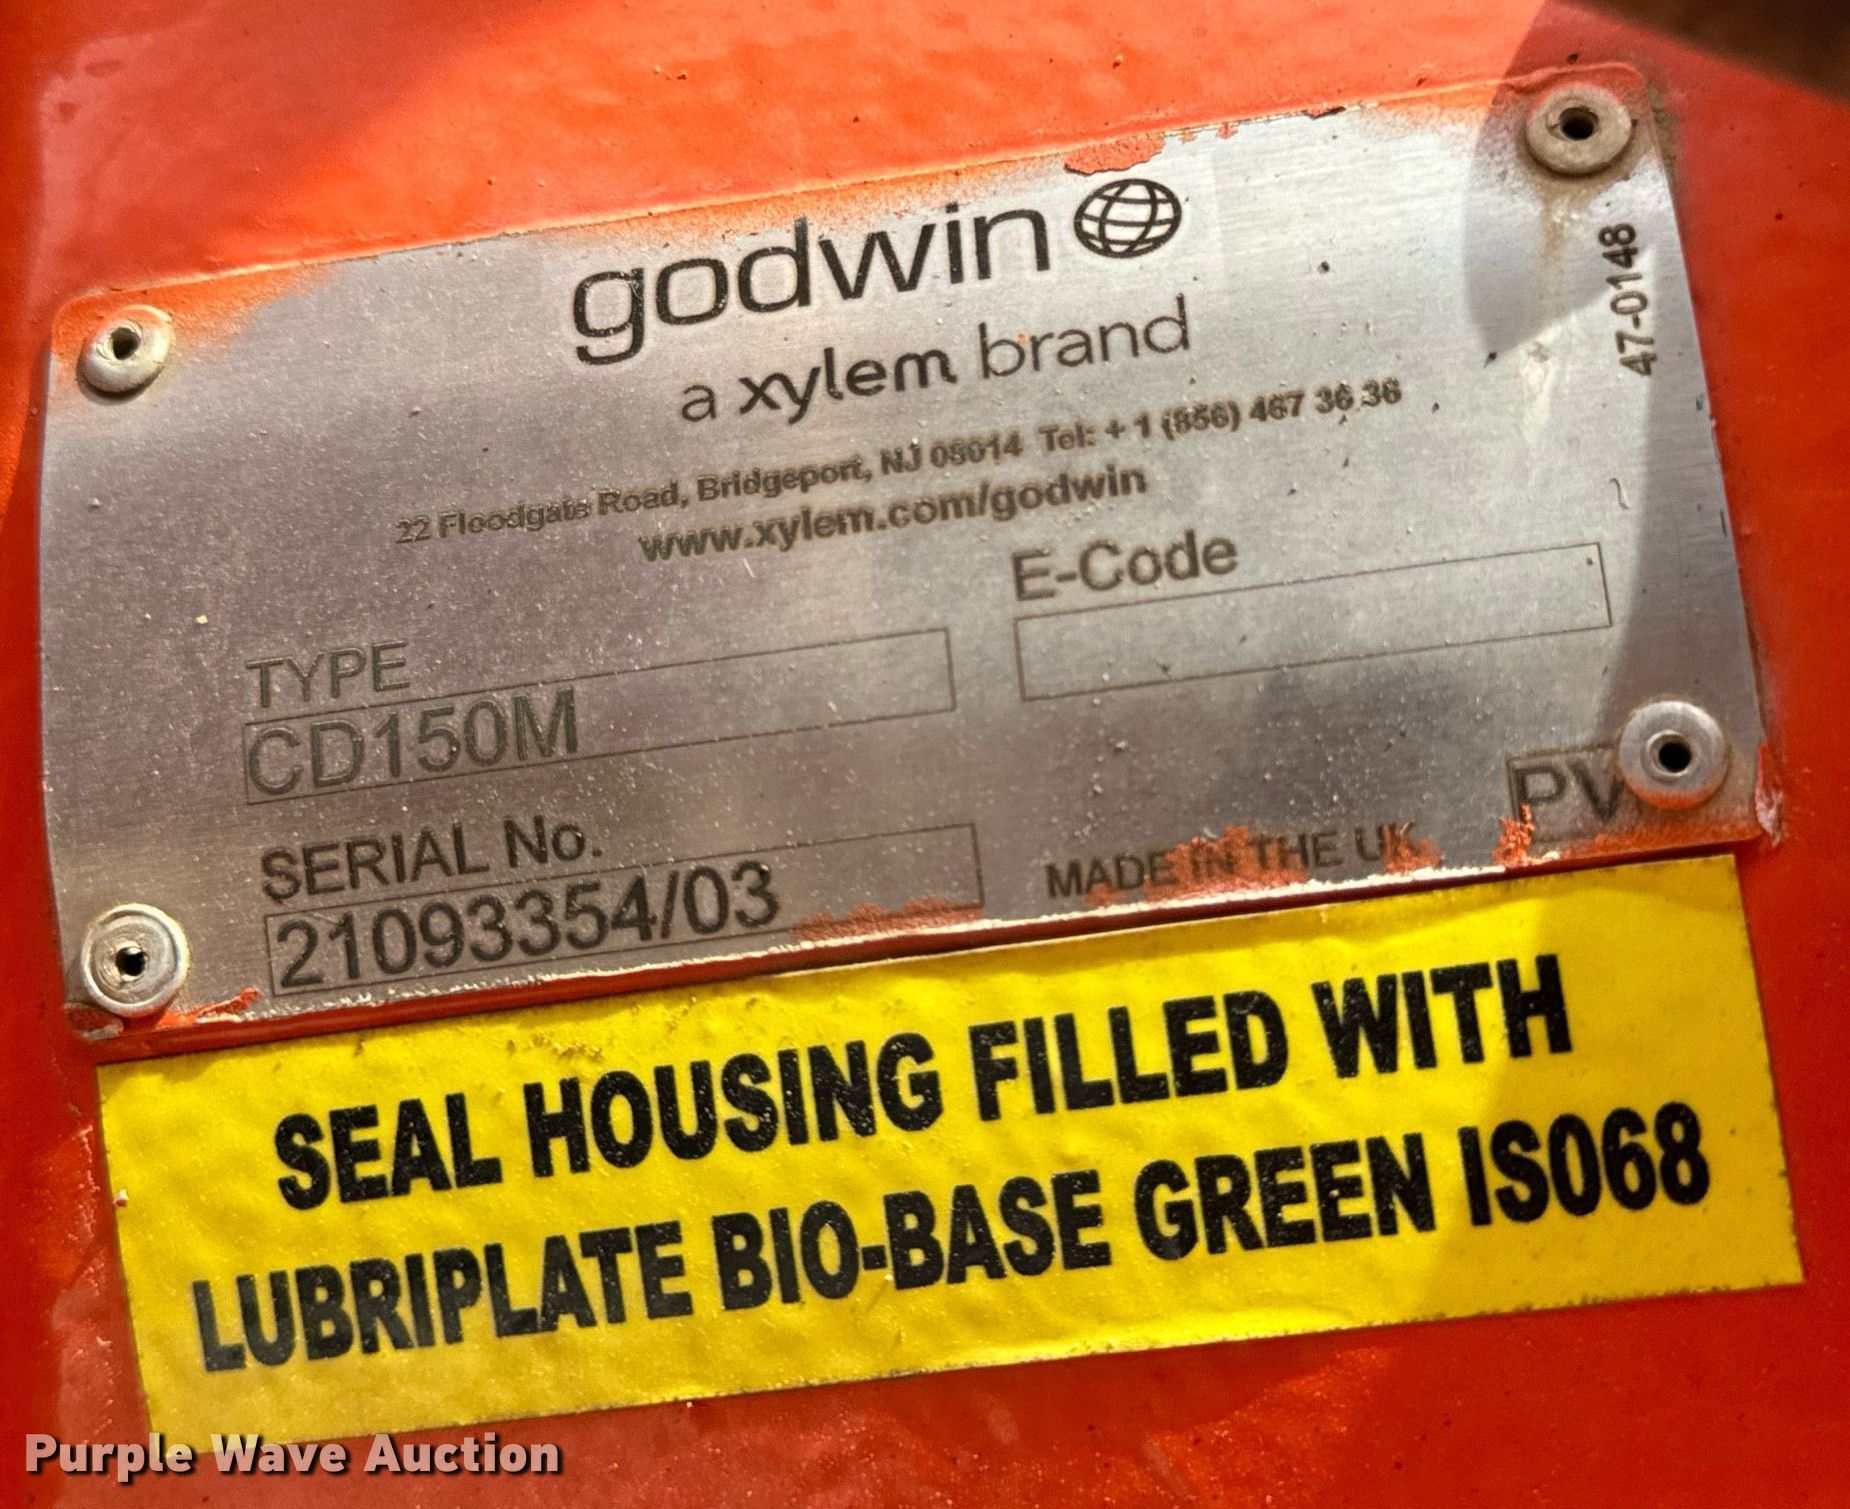 godwin
a xylem brand
22 Floodgate Road, Bridgeport, NJ 08014 Tel: + 1 (856) 467 36 36
www.xylem.com/godwin
47-0148
E-Code
TYPE
CD150M
SERIAL No.
21093354/03
PV
MADE IN THE UK
SEAL HOUSING FILLED WITH
LUBRIPLATE BIO-BASE GREEN ISO68
Purple Wave Auction